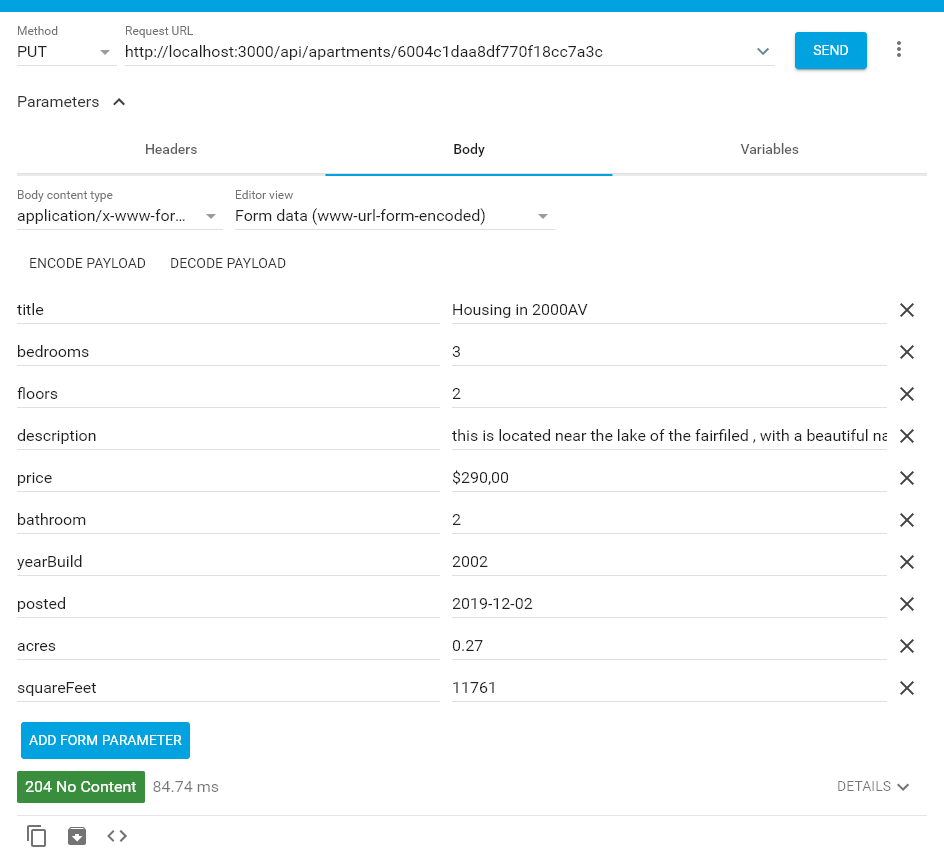 Method
PUT
Request URL
http://localhost:3000/api/apartments/6004c1daa8df770f18cc7a3c
SEND
Parameters
Headers Body Variables
Body content type
application/x-www-for...
Editor view
Form data (www-url-form-encoded)
ENCODE PAYLOAD DECODE PAYLOAD
title Housing in 2000AV
bedrooms 3
floors 2
description this is located near the lake of the fairfiled , with a beautiful na
price $290,00
bathroom 2
yearBuild 2002
posted 2019-12-02
acres 0.27
squareFeet 11761
ADD FORM PARAMETER
204 No Content 84.74 ms DETAILS